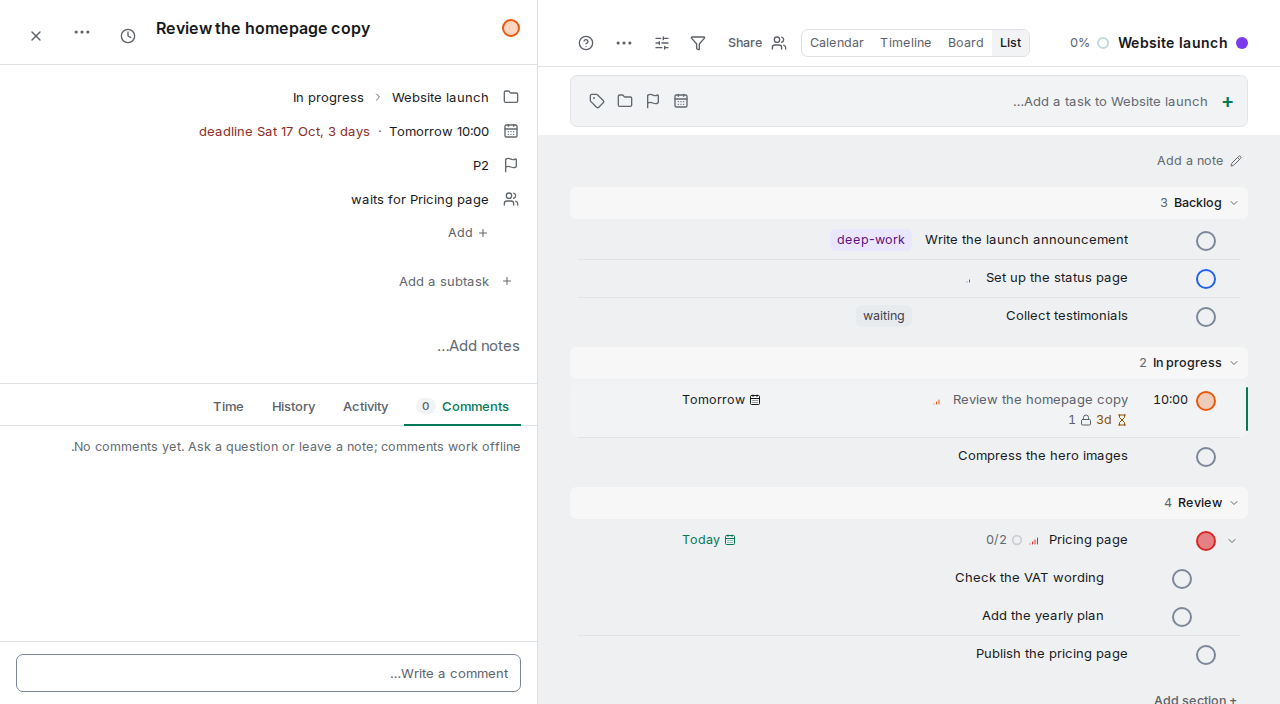 Review the homepage copy
In progress > Website launch
deadline Sat 17 Oct, 3 days · Tomorrow 10:00
P2
waits for Pricing page
Add +
Add a subtask +
...Add notes
Time History Activity 0 Comments
.No comments yet. Ask a question or leave a note; comments work offline
...Write a comment
Share Calendar Timeline Board List 0% Website launch
...Add a task to Website launch +
Add a note
3 Backlog
deep-work Write the launch announcement
Set up the status page
waiting Collect testimonials
2 In progress
Tomorrow Review the homepage copy 10:00
1 3d
Compress the hero images
4 Review
Today 0/2 Pricing page
Check the VAT wording
Add the yearly plan
Publish the pricing page
Add section +